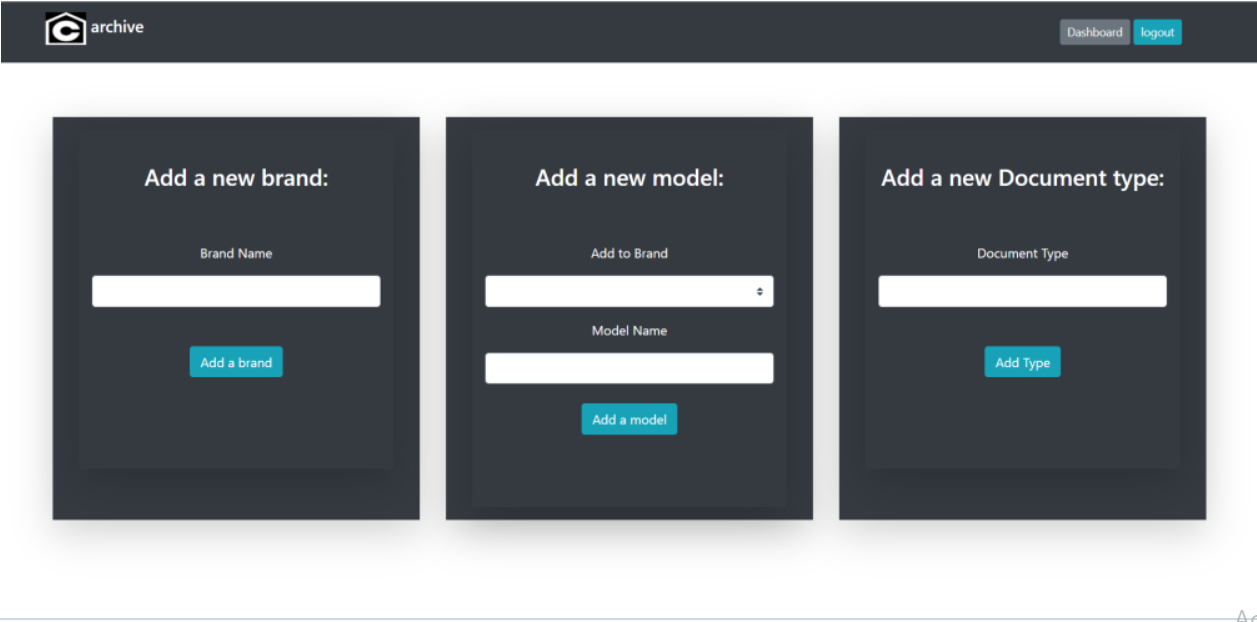 C archive
Dashboard logout
Add a new brand:
Brand Name
Add a brand
Add a new model:
Add to Brand
Model Name
Add a model
Add a new Document type:
Document Type
Add Type